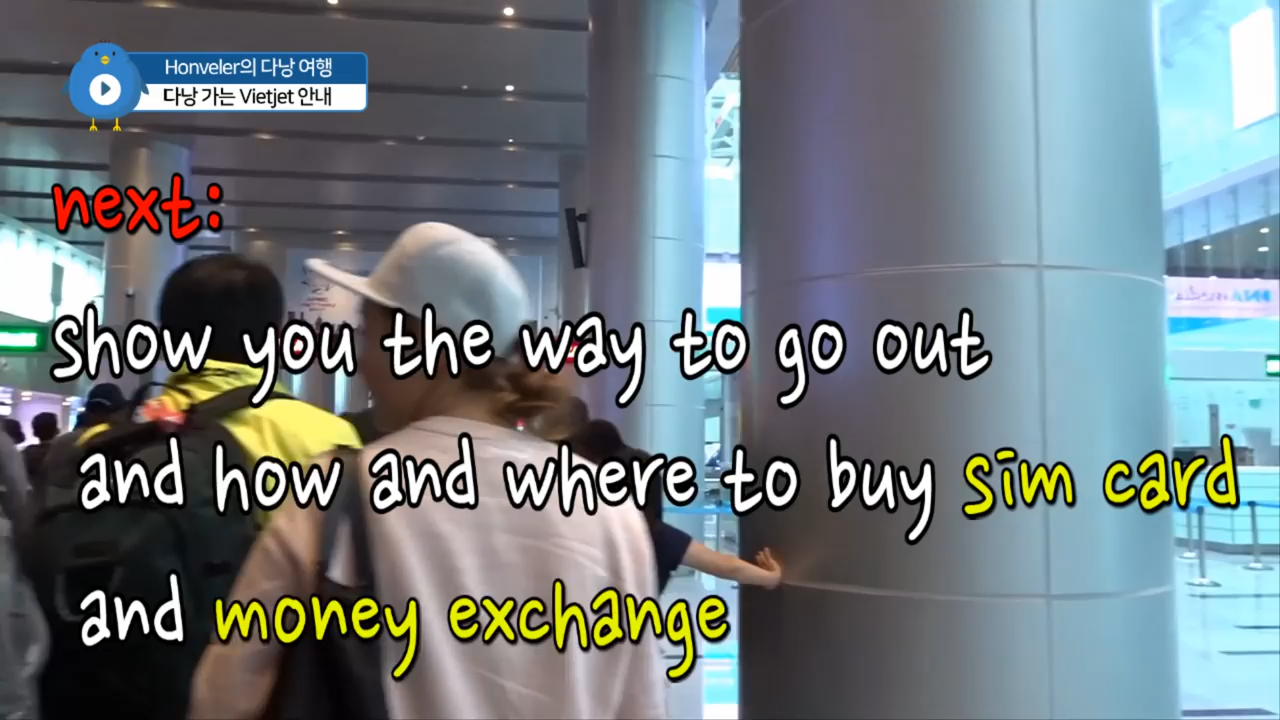 Honveler의 다낭 여행
다낭 가는 Vietjet 안내
next:
show you the way to go out
and how and where to buy sim card
and money exchange